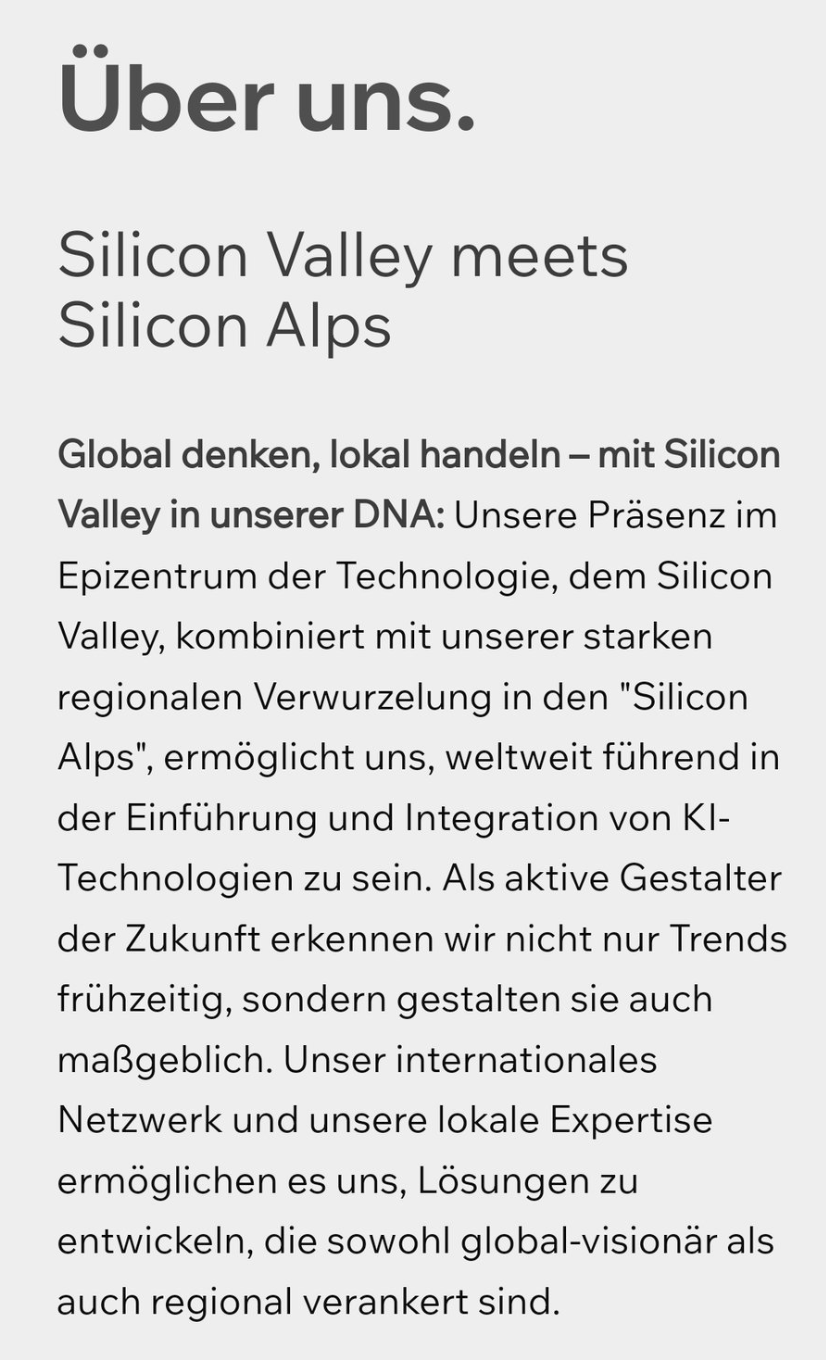 Über uns.
Silicon Valley meets
Silicon Alps
Global denken, lokal handeln – mit Silicon
Valley in unserer DNA: Unsere Präsenz im
Epizentrum der Technologie, dem Silicon
Valley, kombiniert mit unserer starken
regionalen Verwurzelung in den "Silicon
Alps", ermöglicht uns, weltweit führend in
der Einführung und Integration von KI-
Technologien zu sein. Als aktive Gestalter
der Zukunft erkennen wir nicht nur Trends
frühzeitig, sondern gestalten sie auch
maßgeblich. Unser internationales
Netzwerk und unsere lokale Expertise
ermöglichen es uns, Lösungen zu
entwickeln, die sowohl global-visionär als
auch regional verankert sind.